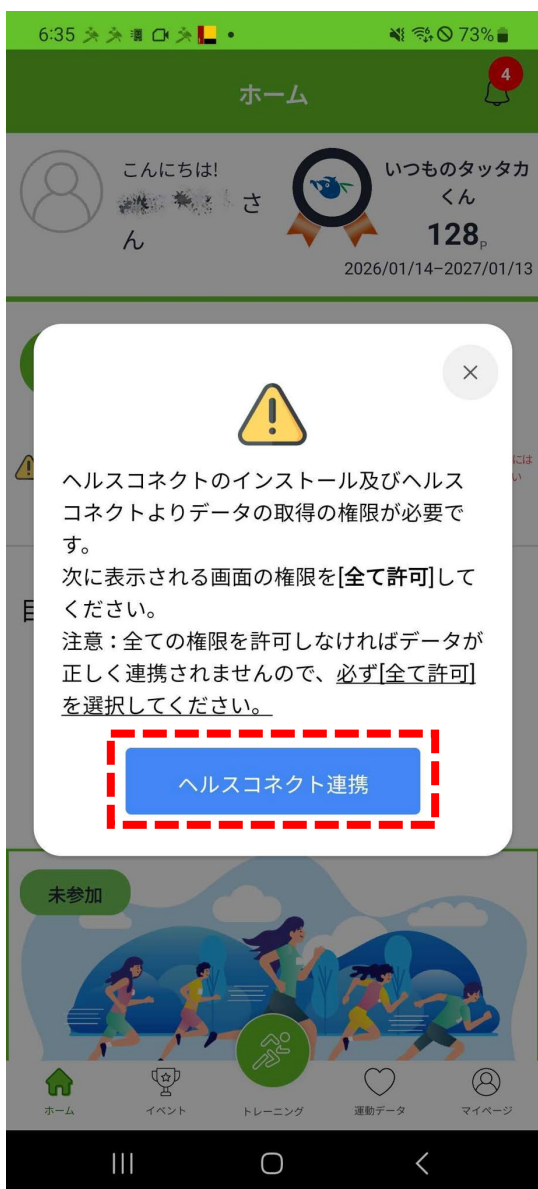 6:35
73%
ホーム
4
こんにちは!
さ
ん
いつものタッタカ
くん
128P
2026/01/14-2027/01/13
には
い
ヘルスコネクトのインストール及びヘルス
コネクトよりデータの取得の権限が必要で
す。
次に表示される画面の権限を[全て許可]して
ください。
注意：全ての権限を許可しなければデータが
正しく連携されませんので、必ず[全て許可]
を選択してください。
ヘルスコネクト連携
未参加
ホーム
イベント
トレーニング
運動データ
マイページ